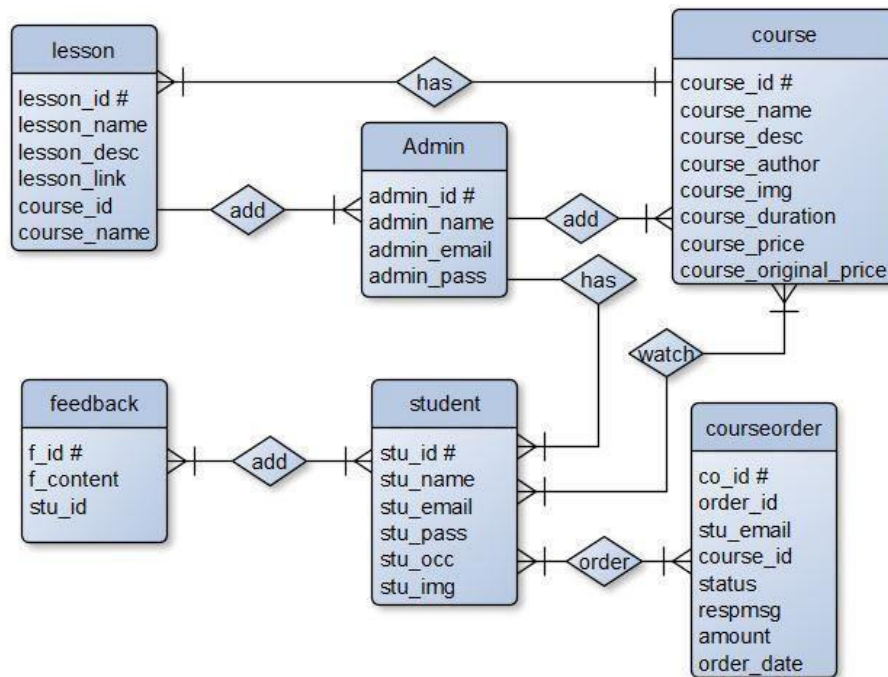 lesson
lesson_id #
lesson_name
lesson_desc
lesson_link
course_id
course_name
has
course
course_id #
course_name
course_desc
course_author
course_img
course_duration
course_price
course_original_price
add
Admin
admin_id #
admin_name
admin_email
admin_pass
add
has
watch
feedback
f_id #
f_content
stu_id
add
student
stu_id #
stu_name
stu_email
stu_pass
stu_occ
stu_img
order
courseorder
co_id #
order_id
stu_email
course_id
status
respmsg
amount
order_date